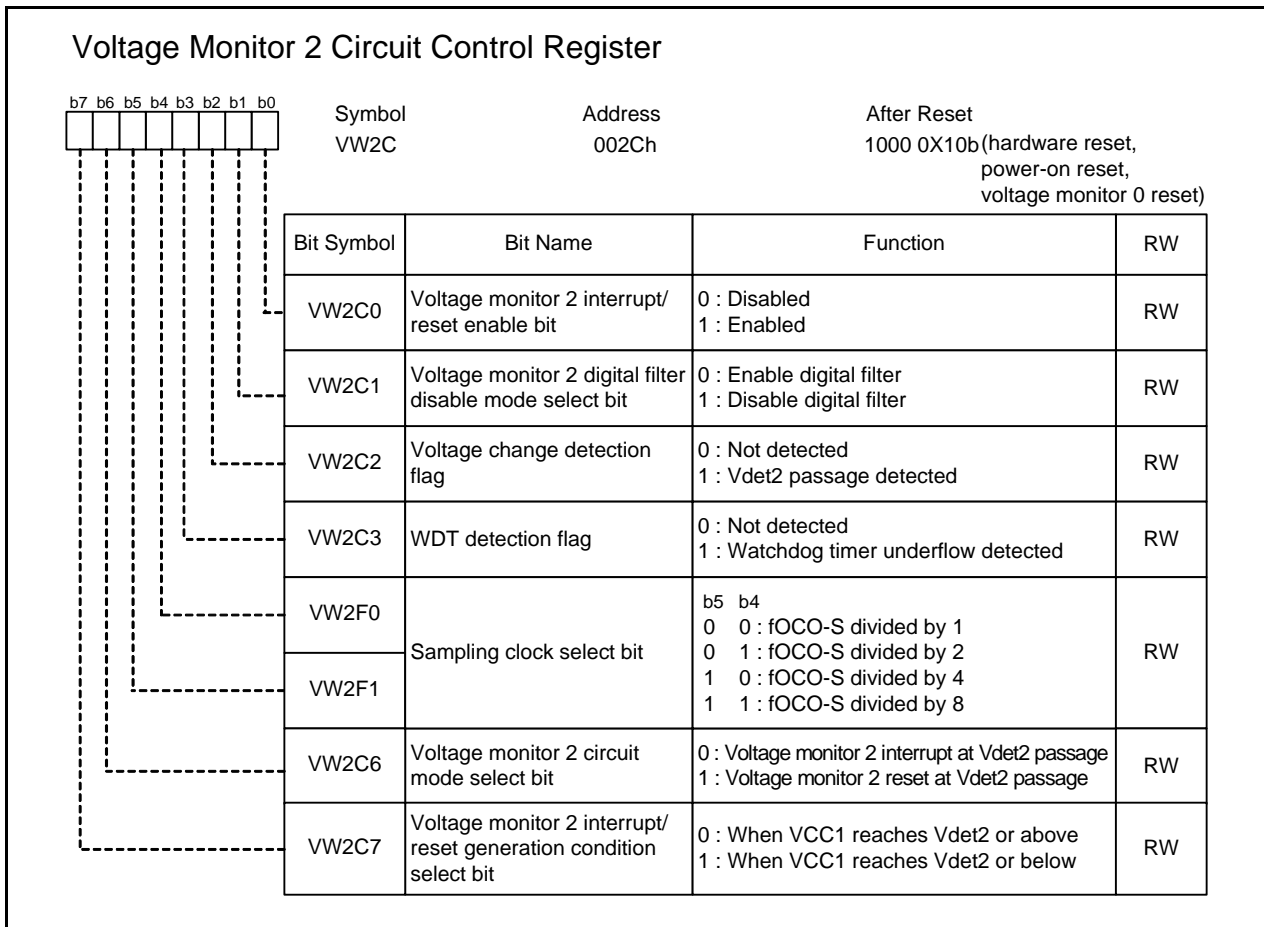 Voltage Monitor 2 Circuit Control Register
b7 b6 b5 b4 b3 b2 b1 b0
Symbol Address After Reset
VW2C 002Ch 1000 0X10b (hardware reset,
power-on reset,
voltage monitor 0 reset)
Bit Symbol Bit Name Function RW
VW2C0
Voltage monitor 2 interrupt/
reset enable bit
0 : Disabled
1 : Enabled
RW
VW2C1
Voltage monitor 2 digital filter
disable mode select bit
0 : Enable digital filter
1 : Disable digital filter
RW
VW2C2
Voltage change detection
flag
0 : Not detected
1 : Vdet2 passage detected
RW
VW2C3
WDT detection flag
0 : Not detected
1 : Watchdog timer underflow detected
RW
VW2F0
VW2F1
Sampling clock select bit
b5 b4
0 0 : fOCO-S divided by 1
0 1 : fOCO-S divided by 2
1 0 : fOCO-S divided by 4
1 1 : fOCO-S divided by 8
RW
VW2C6
Voltage monitor 2 circuit
mode select bit
0 : Voltage monitor 2 interrupt at Vdet2 passage
1 : Voltage monitor 2 reset at Vdet2 passage
RW
VW2C7
Voltage monitor 2 interrupt/
reset generation condition
select bit
0 : When VCC1 reaches Vdet2 or above
1 : When VCC1 reaches Vdet2 or below
RW